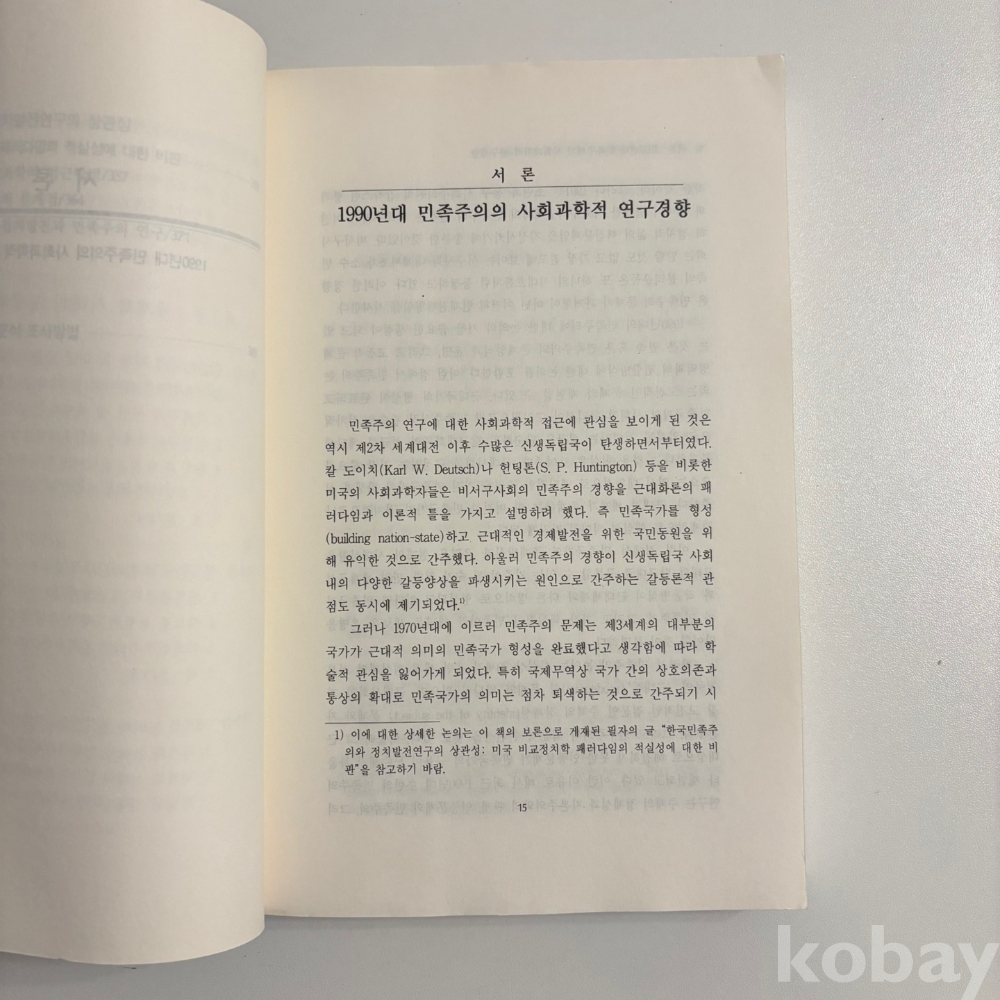 서 론
1990년대 민족주의의 사회과학적 연구경향
민족주의 연구에 대한 사회과학적 접근에 관심을 보이게 된 것은
역시 제2차 세계대전 이후 수많은 신생독립국이 탄생하면서부터였다.
칼 도이치(Karl W. Deutsch)나 헌팅톤(S. P. Huntington) 등을 비롯한
미국의 사회과학자들은 비서구사회의 민족주의 경향을 근대화론의 패
러다임과 이론적 틀을 가지고 설명하려 했다. 즉 민족국가를 형성
(building nation-state)하고 근대적인 경제발전을 위한 국민동원을 위
해 유익한 것으로 간주했다. 아울러 민족주의 경향이 신생독립국 사회
내의 다양한 갈등양상을 파생시키는 원인으로 간주하는 갈등론적 관
점도 동시에 제기되었다.1)
그러나 1970년대에 이르러 민족주의 문제는 제3세계의 대부분의
국가가 근대적 의미의 민족국가 형성을 완료했다고 생각함에 따라 학
술적 관심을 잃어가게 되었다. 특히 국제무역상 국가 간의 상호의존과
통상의 확대로 민족국가의 의미는 점차 퇴색하는 것으로 간주되기 시
1) 이에 대한 상세한 논의는 이 책의 보론으로 게재된 필자의 글 “한국민족주
의와 정치발전연구의 상관성: 미국 비교정치학 패러다임의 적실성에 대한 비
판”을 참고하기 바람.
15
kobay